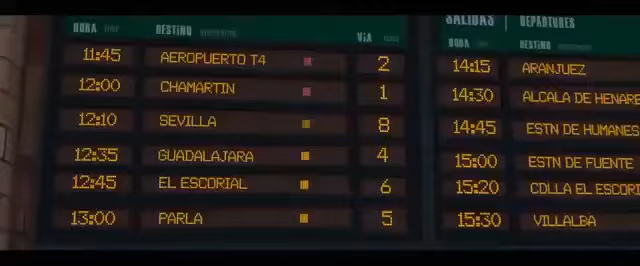 HORA DESTINO VIA
11:45 AEROPUERTO T4 2
12:00 CHAMARTIN 1
12:10 SEVILLA 8
12:35 GUADALAJARA 4
12:45 EL ESCORIAL 6
13:00 PARLA 5
SALIDAS | DEPARTURES
HORA DESTINO
14:15 ARANJUEZ
14:30 ALCALA DE HENARE
14:45 ESTN DE HUMANES
15:00 ESTN DE FUENTE
15:20 CDLLA EL ESCORI
15:30 VILLALBA